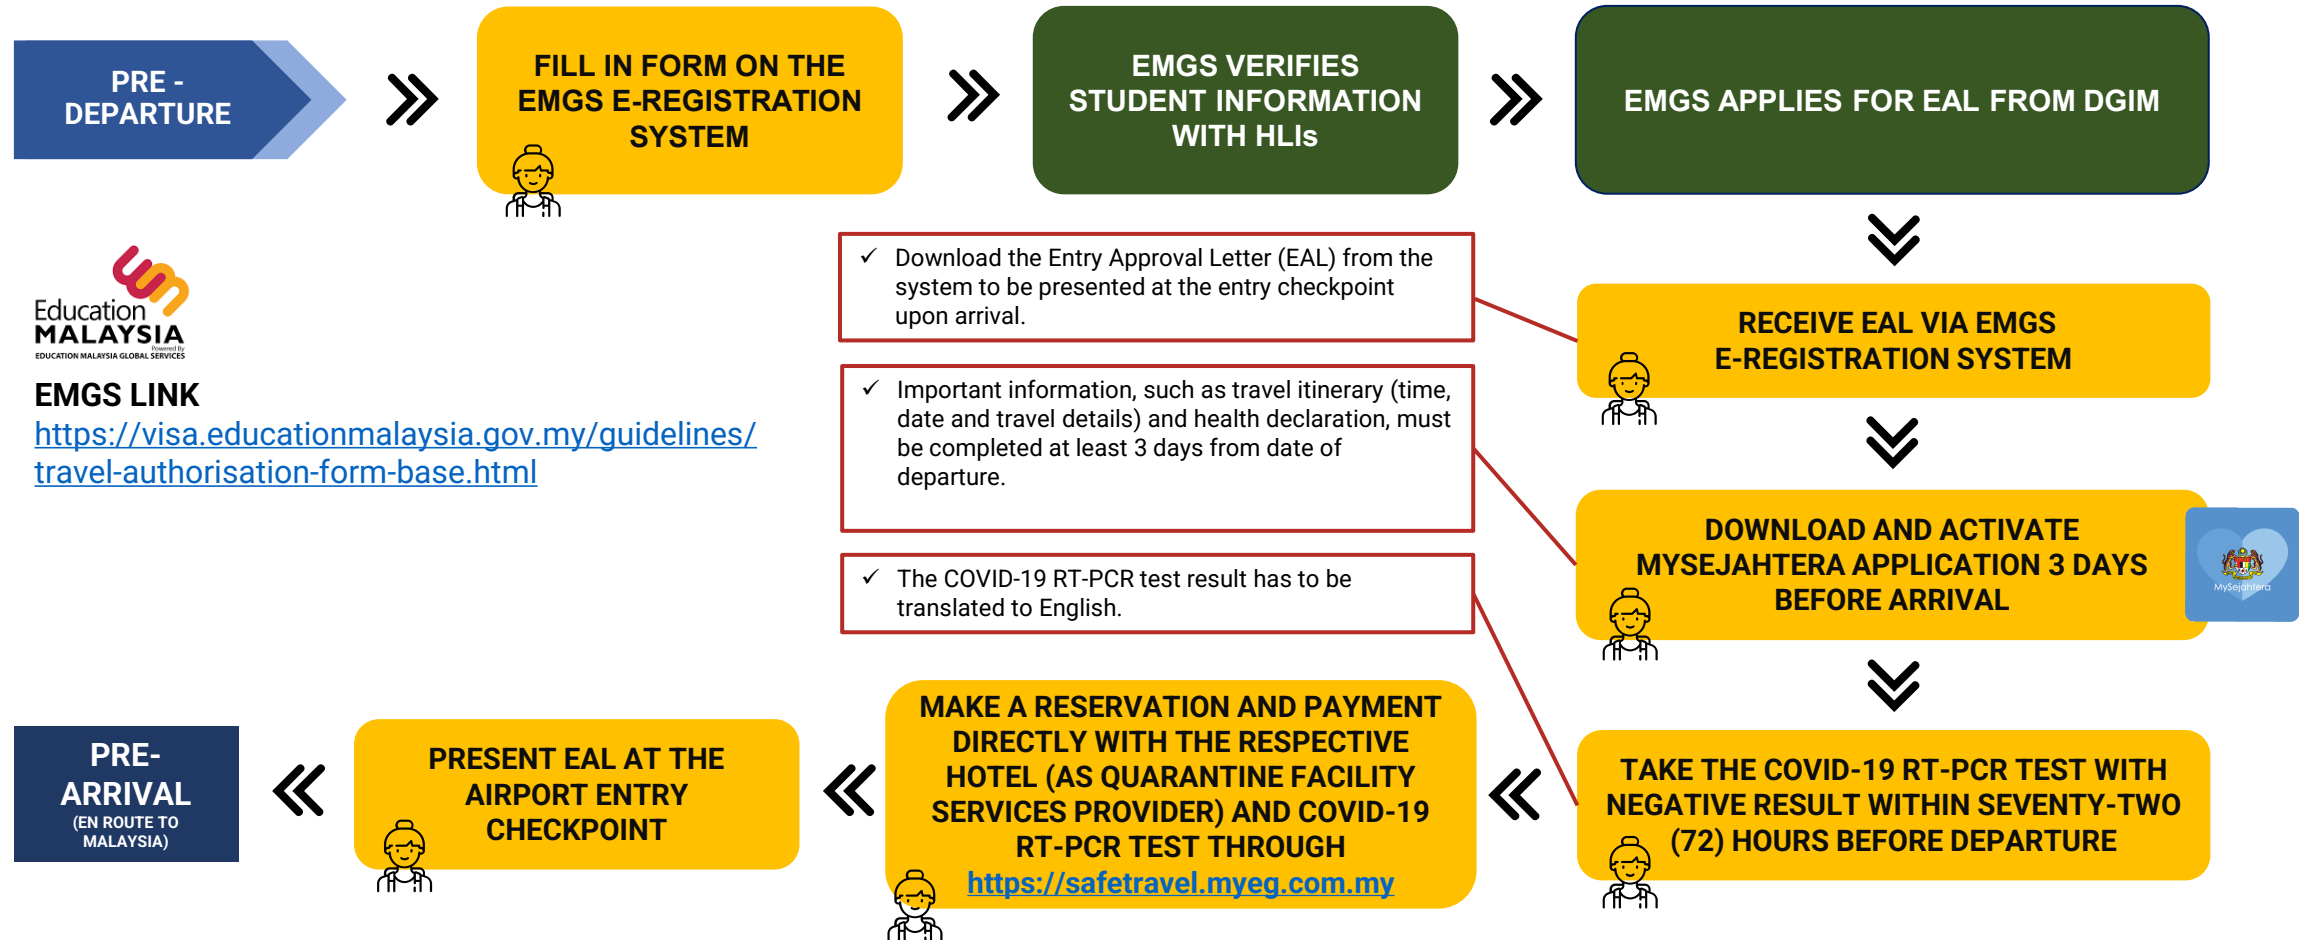 PRE -
DEPARTURE
FILL IN FORM ON THE
EMGS E-REGISTRATION
SYSTEM
EMGS VERIFIES
STUDENT INFORMATION
WITH HLIs
EMGS APPLIES FOR EAL FROM DGIM
Education
MALAYSIA
Powered By
EDUCATION MALAYSIA GLOBAL SERVICES
EMGS LINK
https://visa.educationmalaysia.gov.my/guidelines/
travel-authorisation-form-base.html
✓ Download the Entry Approval Letter (EAL) from the
system to be presented at the entry checkpoint
upon arrival.
RECEIVE EAL VIA EMGS
E-REGISTRATION SYSTEM
✓ Important information, such as travel itinerary (time,
date and travel details) and health declaration, must
be completed at least 3 days from date of
departure.
DOWNLOAD AND ACTIVATE
MYSEJAHTERA APPLICATION 3 DAYS
BEFORE ARRIVAL
MySejahtera
✓ The COVID-19 RT-PCR test result has to be
translated to English.
TAKE THE COVID-19 RT-PCR TEST WITH
NEGATIVE RESULT WITHIN SEVENTY-TWO
(72) HOURS BEFORE DEPARTURE
MAKE A RESERVATION AND PAYMENT
DIRECTLY WITH THE RESPECTIVE
HOTEL (AS QUARANTINE FACILITY
SERVICES PROVIDER) AND COVID-19
RT-PCR TEST THROUGH
https://safetravel.myeg.com.my
PRESENT EAL AT THE
AIRPORT ENTRY
CHECKPOINT
PRE-
ARRIVAL
(EN ROUTE TO
MALAYSIA)